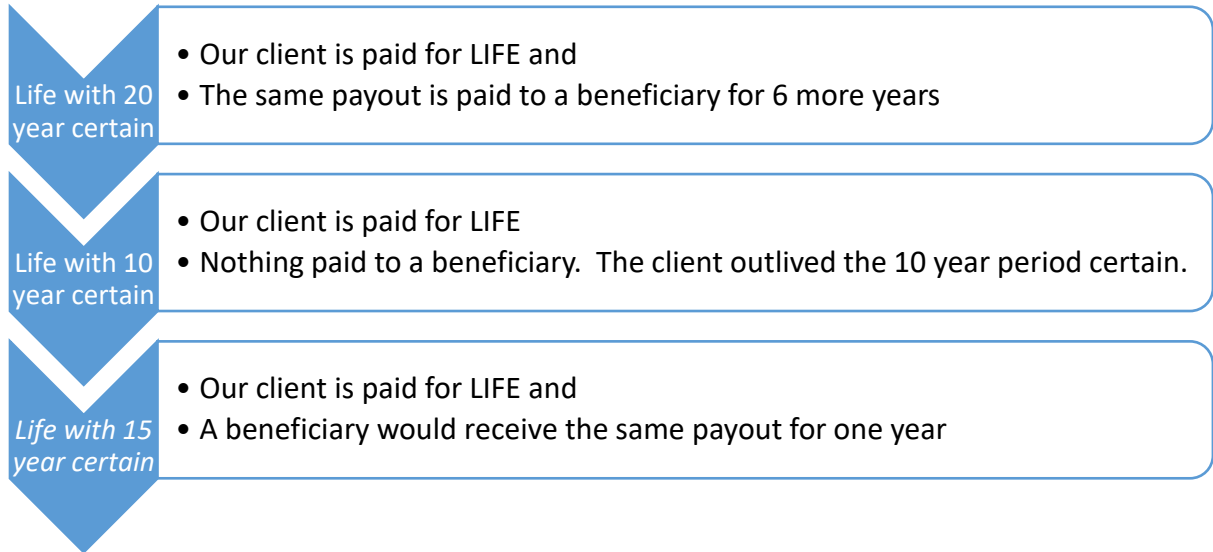 Life with 20
year certain
• Our client is paid for LIFE and
• The same payout is paid to a beneficiary for 6 more years
Life with 10
year certain
• Our client is paid for LIFE
• Nothing paid to a beneficiary.  The client outlived the 10 year period certain.
Life with 15
year certain
• Our client is paid for LIFE and
• A beneficiary would receive the same payout for one year